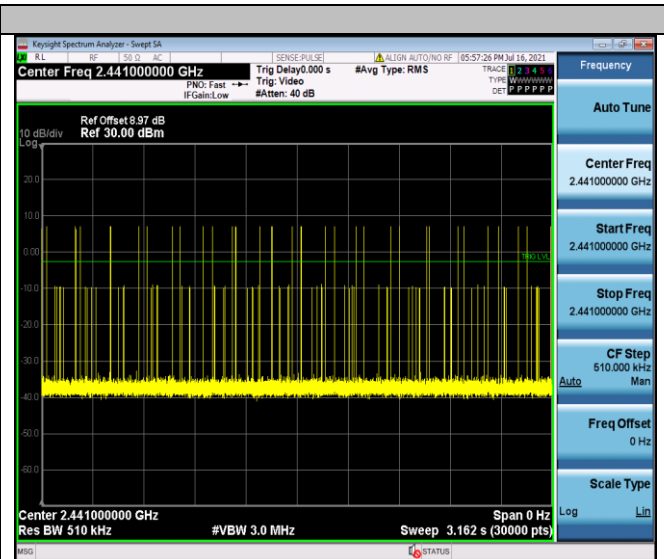 Keysight Spectrum Analyzer - Swept SA
RL RF 50 Ω AC SENSE:PULSE ALIGN AUTO/NO RF 05:57:26 PM Jul 16, 2021
Center Freq 2.441000000 GHz
PNO: Fast
IFGain:Low
Trig Delay0.000 s
Trig: Video
#Atten: 40 dB
#Avg Type: RMS
TRACE 1 2 3 4 5 6
TYPE WWWWWW
DET P P P P P P
Ref Offset 8.97 dB
10 dB/div Ref 30.00 dBm
Log
20.0
10.0
0.00
TRIG LVL
-10.0
-20.0
-30.0
-40.0
-50.0
-60.0
Center 2.441000000 GHz Span 0 Hz
Res BW 510 kHz #VBW 3.0 MHz Sweep 3.162 s (30000 pts)
MSG STATUS
Frequency
Auto Tune
Center Freq
2.441000000 GHz
Start Freq
2.441000000 GHz
Stop Freq
2.441000000 GHz
CF Step
510.000 kHz
Auto Man
Freq Offset
0 Hz
Scale Type
Log Lin